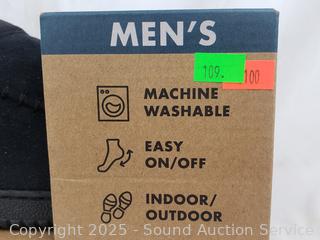 MEN'S
109.
100
MACHINE
WASHABLE
EASY
ON/OFF
INDOOR/
OUTDOOR
Copyright 2025 - Sound Auction Service